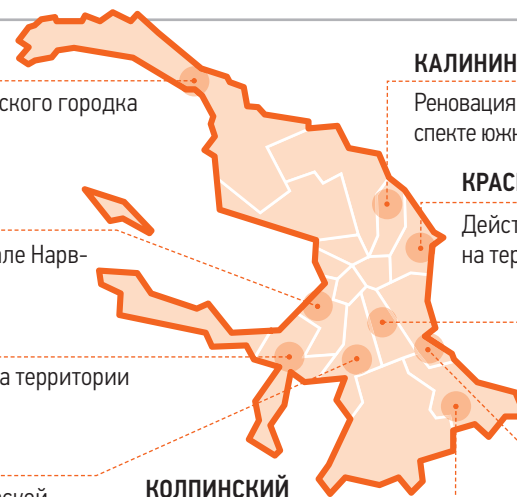 ского городка
КАЛИНИН
Реновация
спекте южн
КРАС
Дейст
на тер
але Нарв-
а территории
ской
КОЛПИНСКИЙ